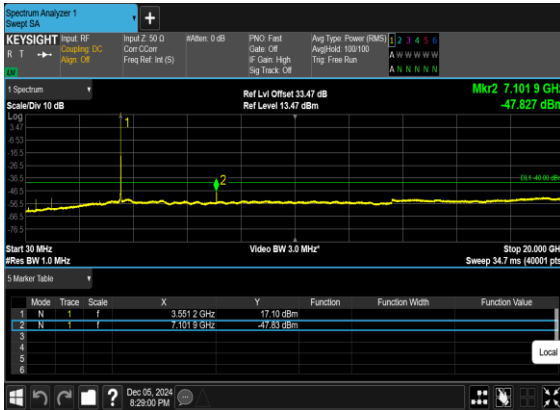 Spectrum Analyzer 1
Swept SA
+
KEYSIGHT Input: RF Input Z: 50 Ω #Atten: 0 dB PNO: Fast Avg Type: Power (RMS) 1 2 3 4 5 6
R T Coupling: DC Corr CCorr Gate: Off Avg|Hold: 100/100 A W W W W W
Align: Off Freq Ref: Int (S) IF Gain: High Trig: Free Run
LXI Sig Track: Off A N N N N N
1 Spectrum Mkr2 7.101 9 GHz
Ref Lvl Offset 33.47 dB
Scale/Div 10 dB Ref Level 13.47 dBm -47.827 dBm
Log
3.47
-6.53
-16.5
-26.5
-36.5
-46.5
-56.5
-66.5
-76.5
1
2
DL1 -40.00 dBm
Start 30 MHz Video BW 3.0 MHz* Stop 20.000 GHz
#Res BW 1.0 MHz Sweep 34.7 ms (40001 pts)
5 Marker Table
Mode Trace Scale X Y Function Function Width Function Value
1 N 1 f 3.551 2 GHz 17.10 dBm
2 N 1 f 7.101 9 GHz -47.83 dBm
3
4
5
6
Local
? Dec 05, 2024
8:29:00 PM